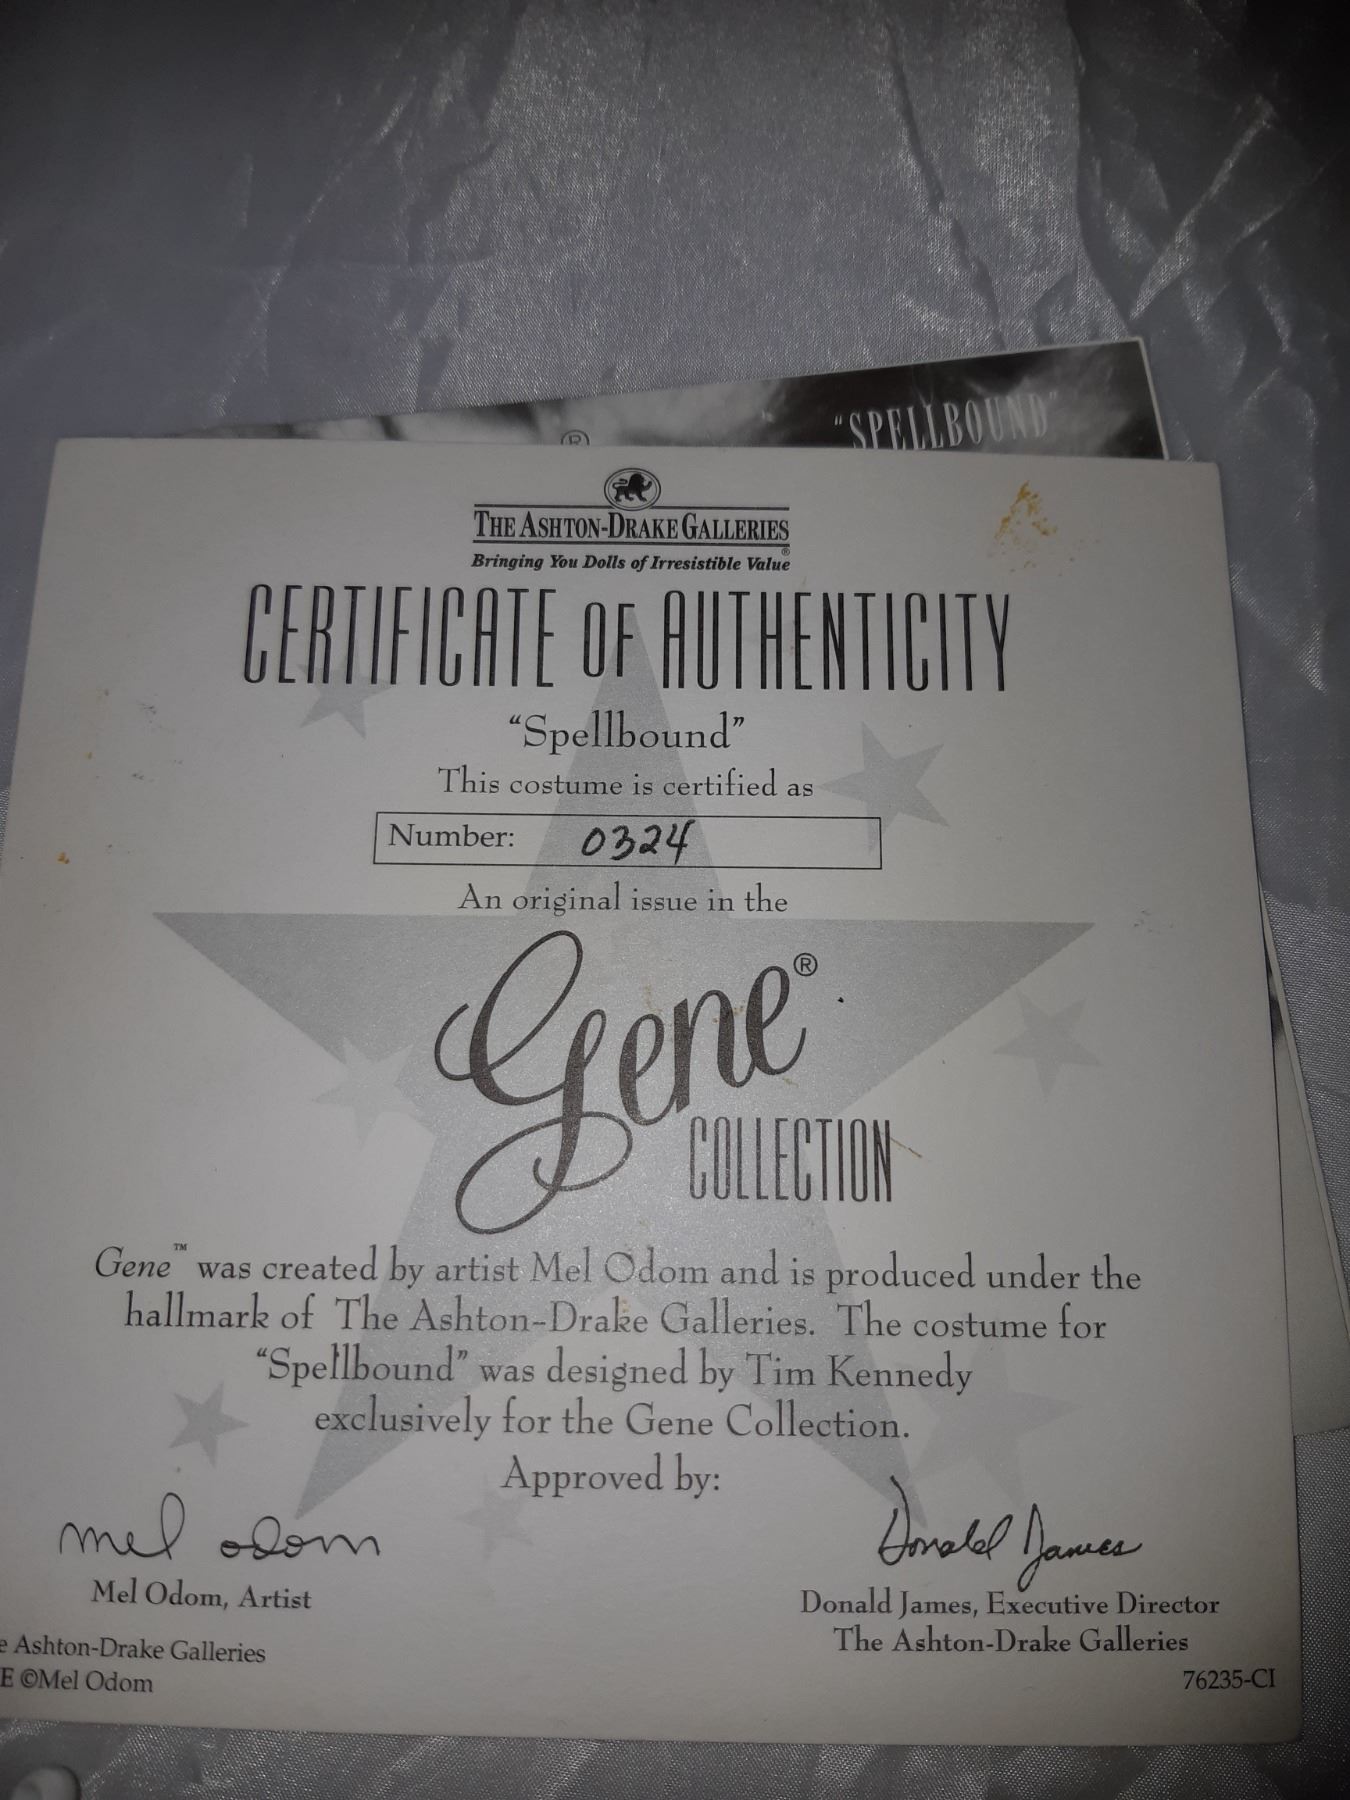 "SPELLBOUND"
®
THE ASHTON-DRAKE GALLERIES
Bringing You Dolls of Irresistible Value®
CERTIFICATE OF AUTHENTICITY
"Spellbound"
This costume is certified as
Number: 0324
An original issue in the
Gene®
COLLECTION
Gene™ was created by artist Mel Odom and is produced under the
hallmark of The Ashton-Drake Galleries. The costume for
"Spellbound" was designed by Tim Kennedy
exclusively for the Gene Collection.
Approved by:
mel odom
Donald James
Mel Odom, Artist
Donald James, Executive Director
The Ashton-Drake Galleries
e Ashton-Drake Galleries
E ©Mel Odom
76235-CI